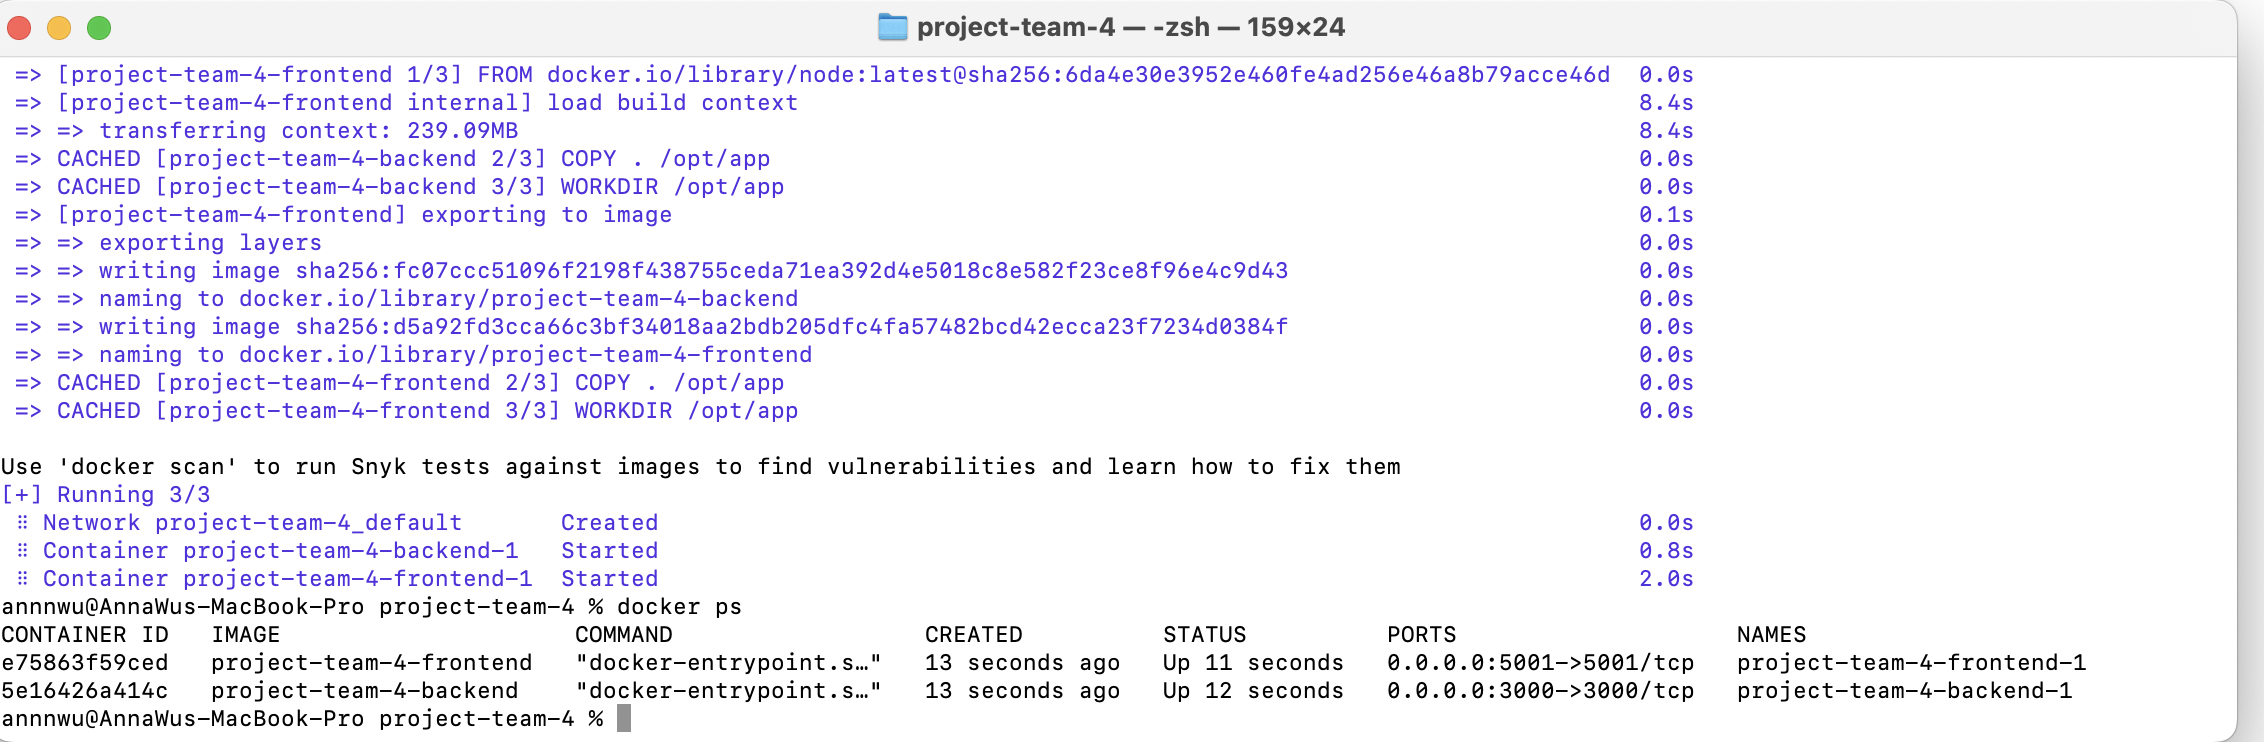 project-team-4 — -zsh — 159×24
=> [project-team-4-frontend 1/3] FROM docker.io/library/node:latest@sha256:6da4e30e3952e460fe4ad256e46a8b79acce46d 0.0s
=> [project-team-4-frontend internal] load build context 8.4s
=> => transferring context: 239.09MB 8.4s
=> CACHED [project-team-4-backend 2/3] COPY . /opt/app 0.0s
=> CACHED [project-team-4-backend 3/3] WORKDIR /opt/app 0.0s
=> [project-team-4-frontend] exporting to image 0.1s
=> => exporting layers 0.0s
=> => writing image sha256:fc07ccc51096f2198f438755ceda71ea392d4e5018c8e582f23ce8f96e4c9d43 0.0s
=> => naming to docker.io/library/project-team-4-backend 0.0s
=> => writing image sha256:d5a92fd3cca66c3bf34018aa2bdb205dfc4fa57482bcd42ecca23f7234d0384f 0.0s
=> => naming to docker.io/library/project-team-4-frontend 0.0s
=> CACHED [project-team-4-frontend 2/3] COPY . /opt/app 0.0s
=> CACHED [project-team-4-frontend 3/3] WORKDIR /opt/app 0.0s
Use 'docker scan' to run Snyk tests against images to find vulnerabilities and learn how to fix them
[+] Running 3/3
⠿ Network project-team-4_default Created 0.0s
⠿ Container project-team-4-backend-1 Started 0.8s
⠿ Container project-team-4-frontend-1 Started 2.0s
annnwu@AnnaWus-MacBook-Pro project-team-4 % docker ps
CONTAINER ID IMAGE COMMAND CREATED STATUS PORTS NAMES
e75863f59ced project-team-4-frontend "docker-entrypoint.s…" 13 seconds ago Up 11 seconds 0.0.0.0:5001->5001/tcp project-team-4-frontend-1
5e16426a414c project-team-4-backend "docker-entrypoint.s…" 13 seconds ago Up 12 seconds 0.0.0.0:3000->3000/tcp project-team-4-backend-1
annnwu@AnnaWus-MacBook-Pro project-team-4 %